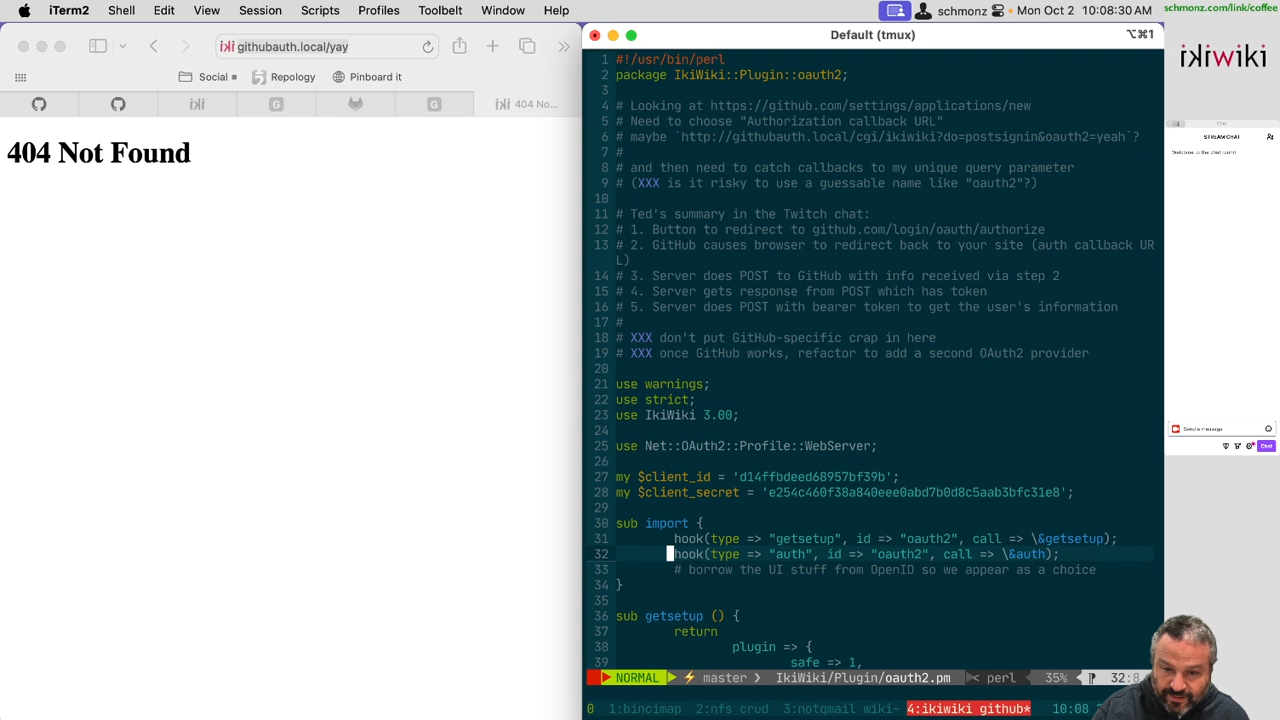 iTerm2 Shell Edit View Session Scripts Profiles Toolbelt Window Help schmonz Mon Oct 2 10:08:30 AM
schmonz.com/link/coffee
githubauth.local/yay
Social Repology Pinboard it
404 No...
404 Not Found
Default (tmux) ⌥⌘1
1 #!/usr/bin/perl
2 package IkiWiki::Plugin::oauth2;
3
4 # Looking at https://github.com/settings/applications/new
5 # Need to choose "Authorization callback URL"
6 # maybe `http://githubauth.local/cgi/ikiwiki?do=postsignin&oauth2=yeah`?
7 #
8 # and then need to catch callbacks to my unique query parameter
9 # (XXX is it risky to use a guessable name like "oauth2"?)
10
11 # Ted's summary in the Twitch chat:
12 # 1. Button to redirect to github.com/login/oauth/authorize
13 # 2. GitHub causes browser to redirect back to your site (auth callback UR
L)
14 # 3. Server does POST to GitHub with info received via step 2
15 # 4. Server gets response from POST which has token
16 # 5. Server does POST with bearer token to get the user's information
17 #
18 # XXX don't put GitHub-specific crap in here
19 # XXX once GitHub works, refactor to add a second OAuth2 provider
20
21 use warnings;
22 use strict;
23 use IkiWiki 3.00;
24
25 use Net::OAuth2::Profile::WebServer;
26
27 my $client_id = 'd14ffbdeed68957bf39b';
28 my $client_secret = 'e254c460f38a840eee0abd7b0d8c5aab3bfc31e8';
29
30 sub import {
31 hook(type => "getsetup", id => "oauth2", call => \&getsetup);
32 hook(type => "auth", id => "oauth2", call => \&auth);
33 # borrow the UI stuff from OpenID so we appear as a choice
34 }
35
36 sub getsetup () {
37 return
38 plugin => {
39 safe => 1,
NORMAL master IkiWiki/Plugin/oauth2.pm < perl 35% 32:8
0 1:bincimap 2:nfs crud 3:notqmail wiki- 4:ikiwiki github* 10:08
ikiwiki
Chat
STREAM CHAT
Welcome to the chat room!
Send a message
Chat